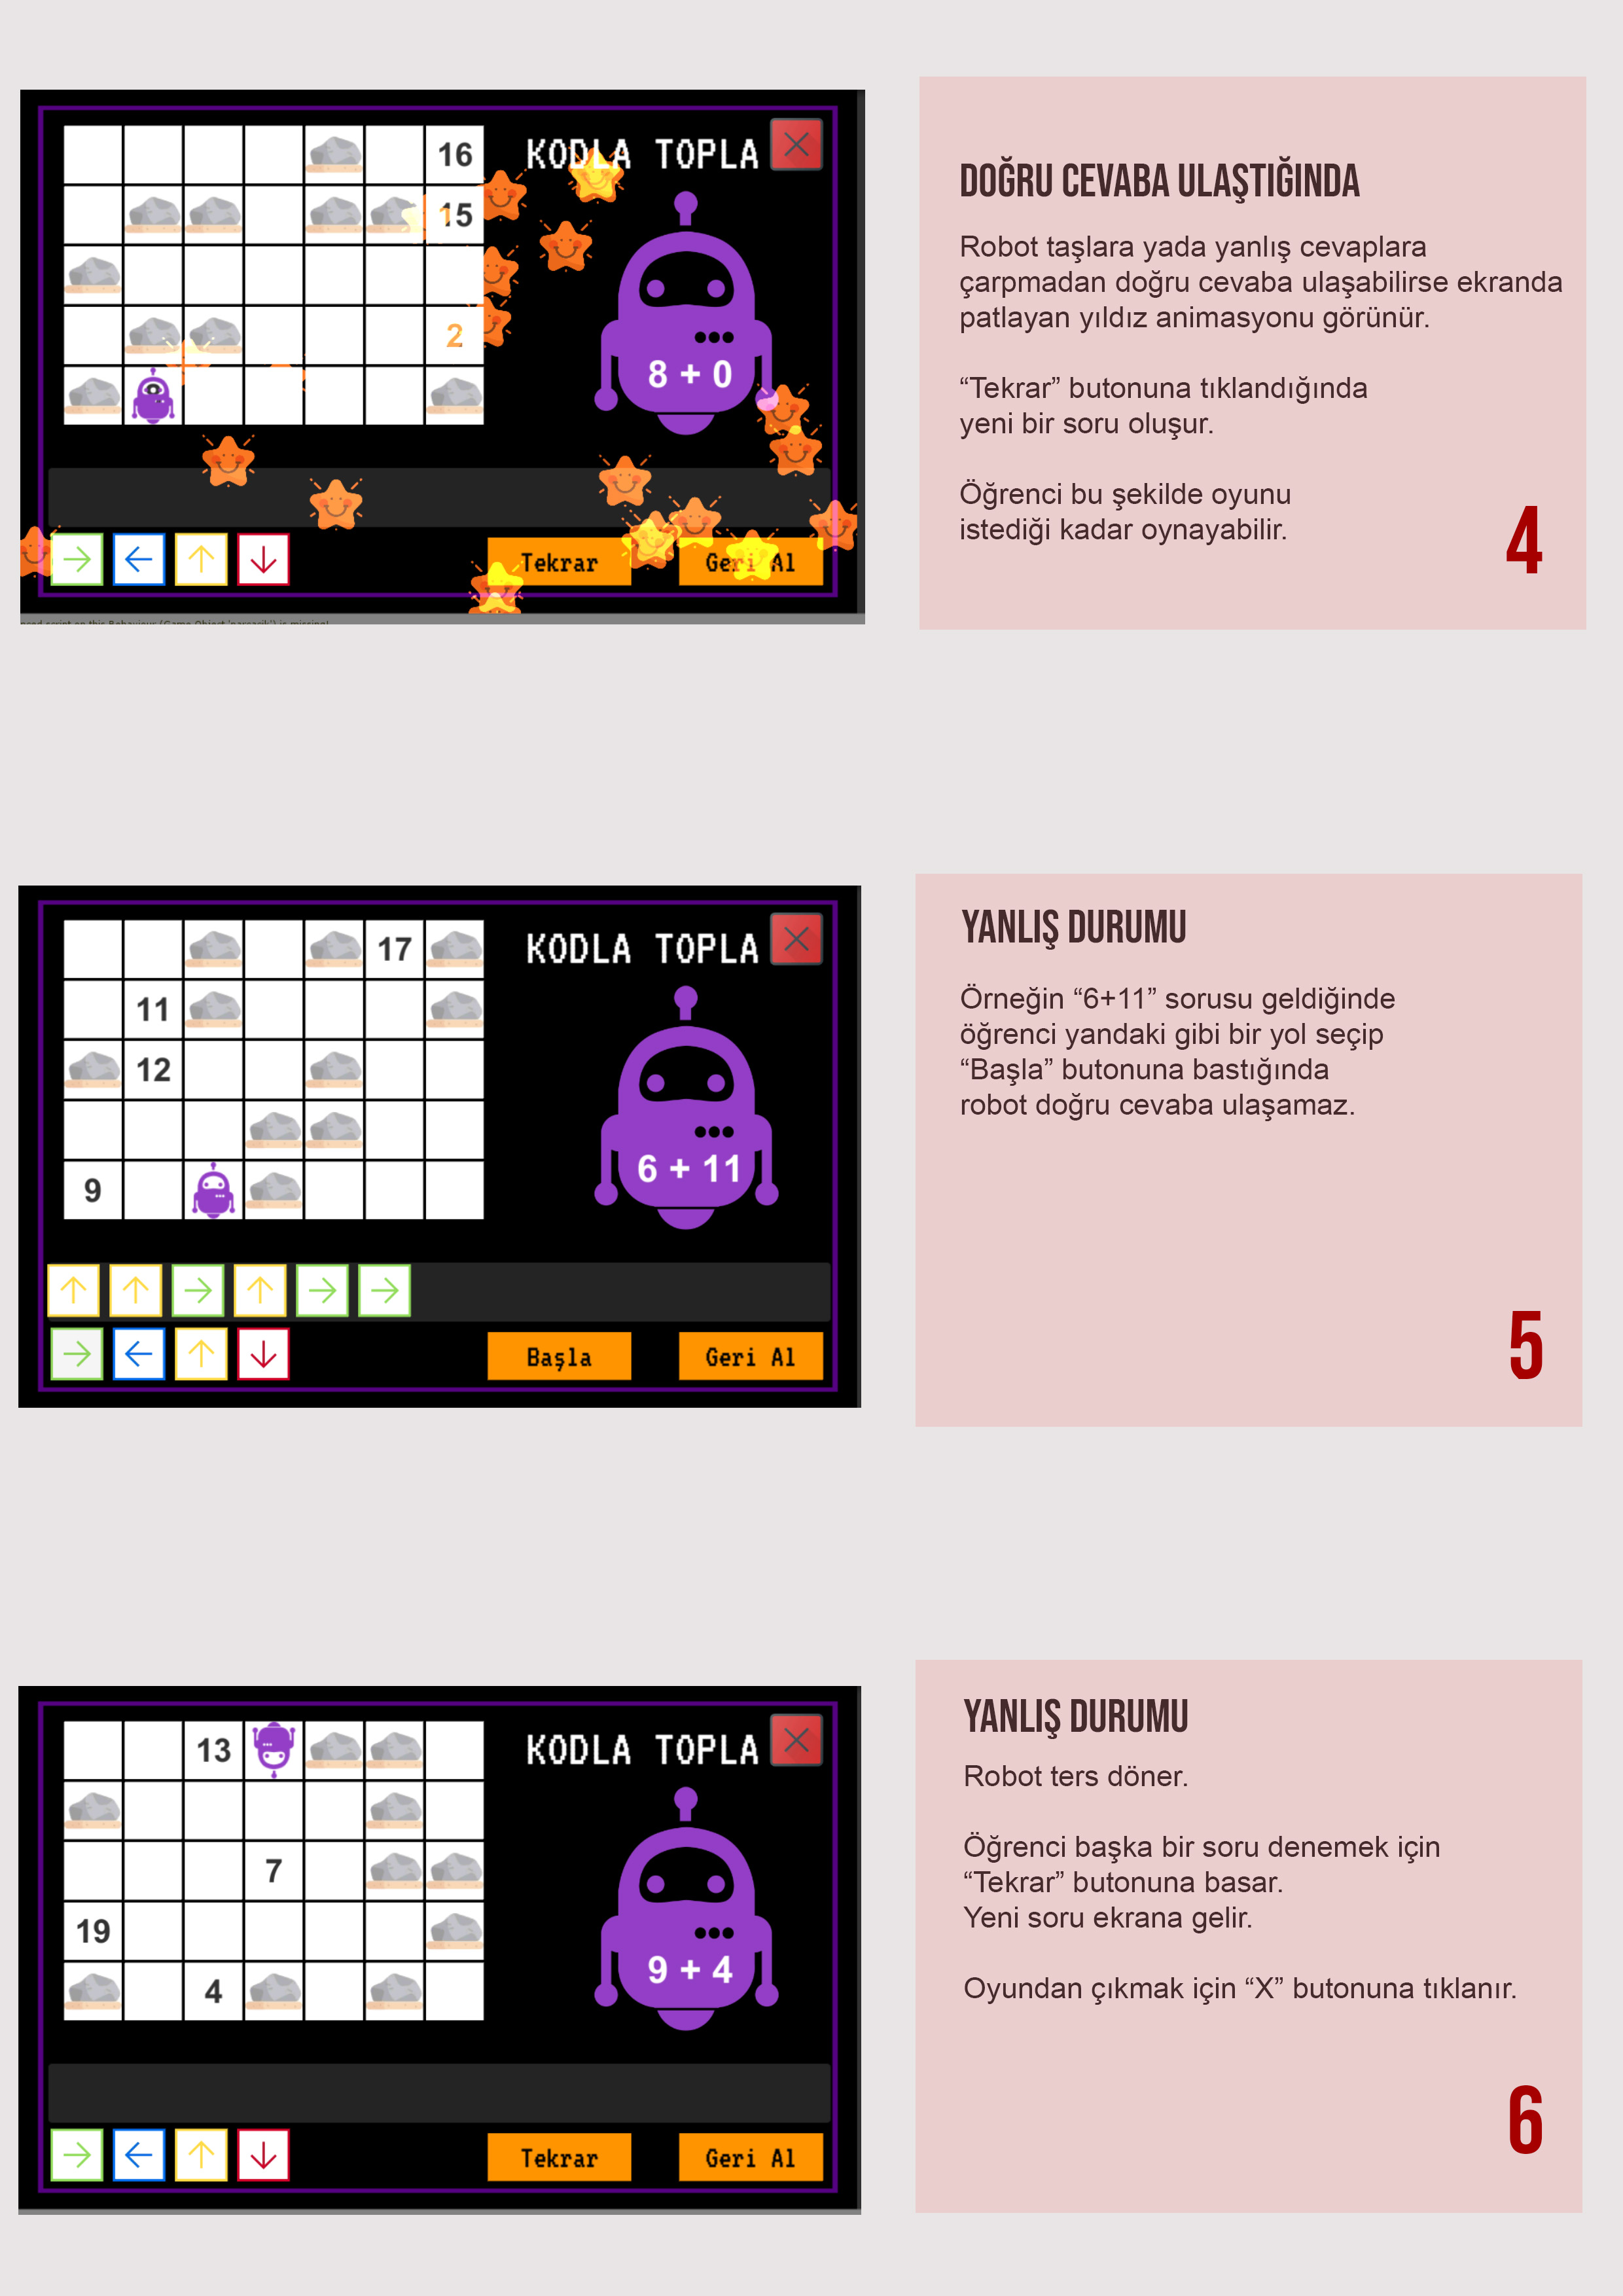 16
KODLA TOPLA
15
2
8 + 0
Tekrar
Geri Al
DOĞRU CEVABA ULAŞTIĞINDA
Robot taşlara yada yanlış cevaplara
çarpmadan doğru cevaba ulaşabilirse ekranda
patlayan yıldız animasyonu görünür.
“Tekrar” butonuna tıklandığında
yeni bir soru oluşur.
Öğrenci bu şekilde oyunu
istediği kadar oynayabilir.
4
17
KODLA TOPLA
11
12
9
6 + 11
Başla
Geri Al
YANLIŞ DURUMU
Örneğin “6+11” sorusu geldiğinde
öğrenci yandaki gibi bir yol seçip
“Başla” butonuna bastığında
robot doğru cevaba ulaşamaz.
5
13
KODLA TOPLA
7
19
4
9 + 4
Tekrar
Geri Al
YANLIŞ DURUMU
Robot ters döner.
Öğrenci başka bir soru denemek için
“Tekrar” butonuna basar.
Yeni soru ekrana gelir.
Oyundan çıkmak için “X” butonuna tıklanır.
6